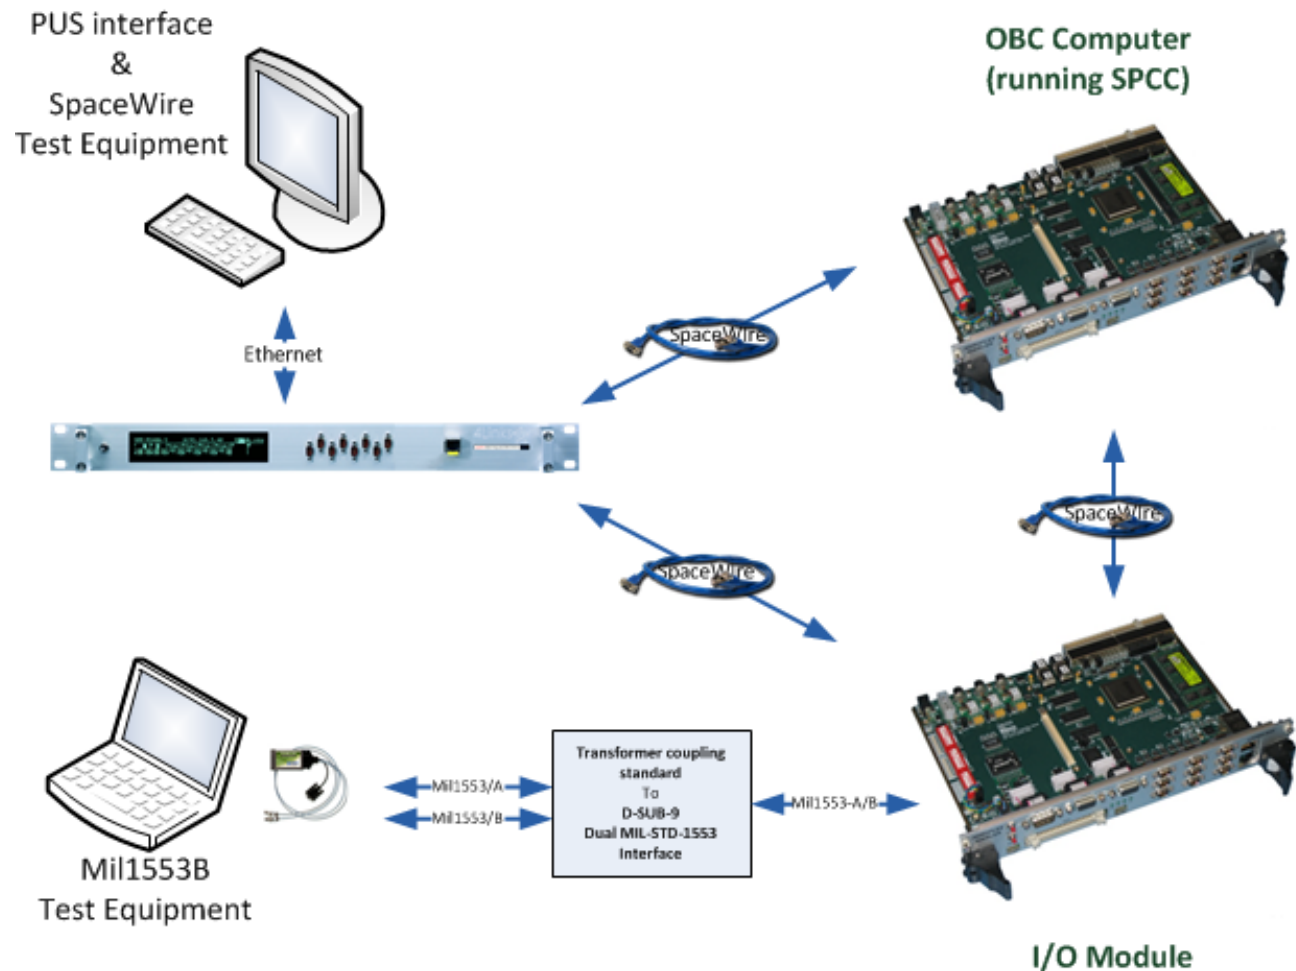 PUS interface
&
SpaceWire
Test Equipment
OBC Computer
(running SPCC)
SpaceWire
Ethernet
SpaceWire
SpaceWire
Transformer coupling
standard
To
D-SUB-9
Dual MIL-STD-1553
Interface
Mil1553/A
Mil1553/B
Mil1553-A/B
Mil1553B
Test Equipment
I/O Module